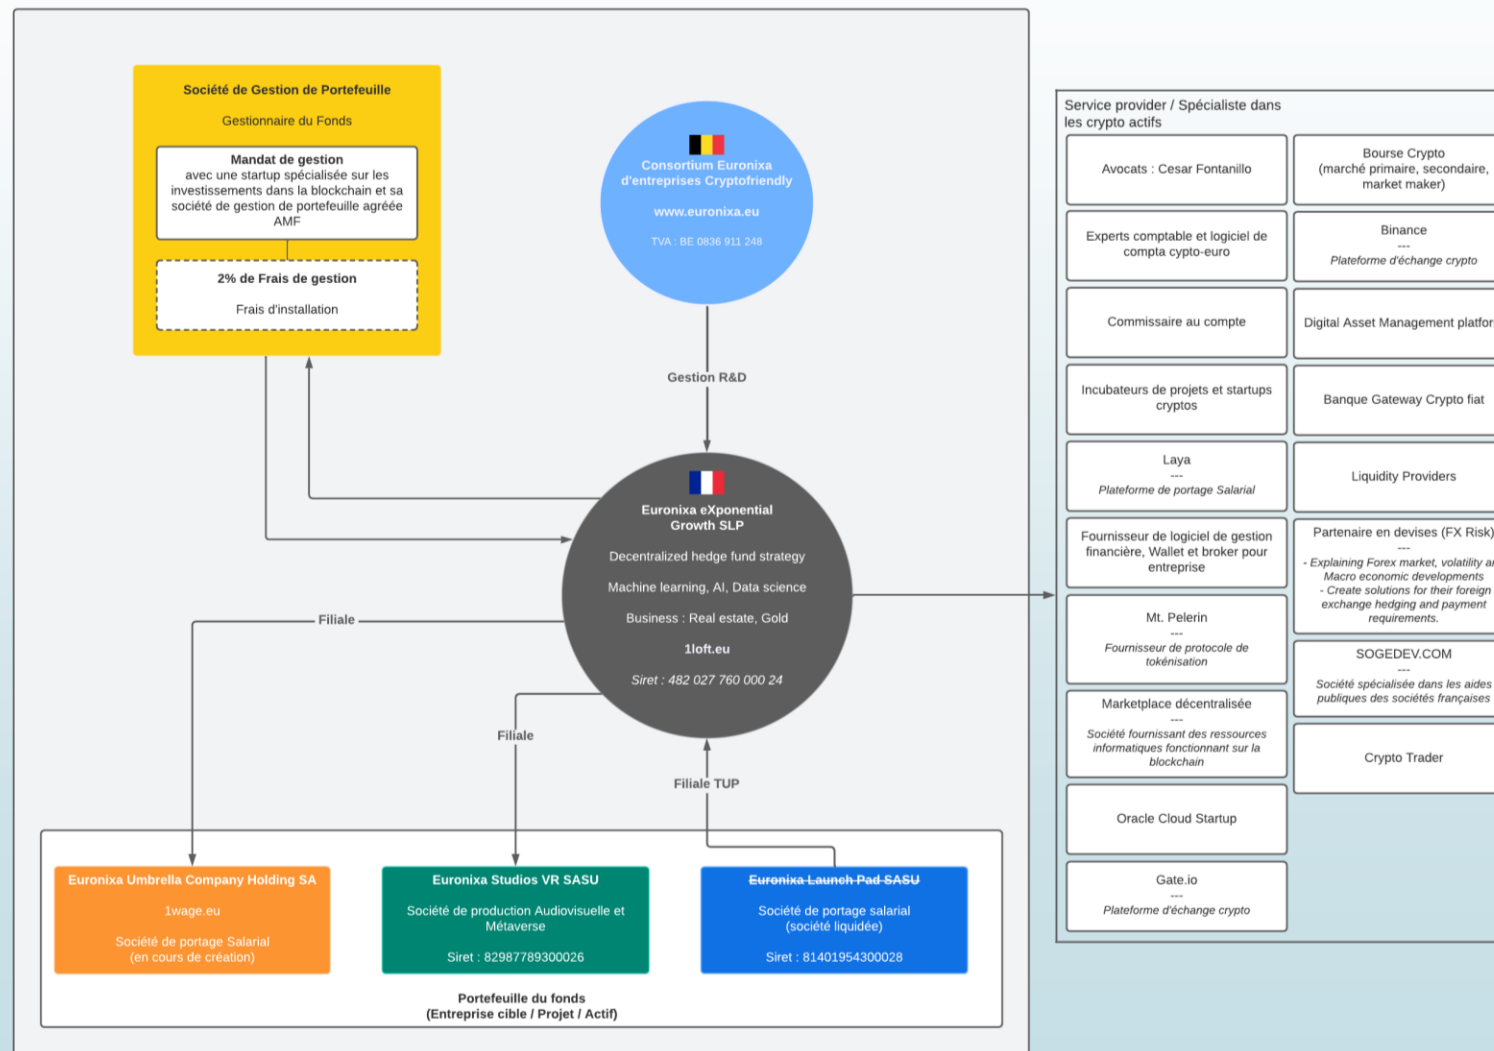 Société de Gestion de Portefeuille
Gestionnaire du Fonds
Mandat de gestion
avec une startup spécialisée sur les
investissements dans la blockchain et sa
société de gestion de portefeuille agréée
AMF
2% de Frais de gestion
Frais d'installation
Consortium Euronixa
d'entreprises Cryptofriendly
www.euronixa.eu
TVA : BE 0836 911 248
Gestion R&D
Euronixa eXponential
Growth SLP
Decentralized hedge fund strategy
Machine learning, AI, Data science
Business : Real estate, Gold
1loft.eu
Siret : 482 027 760 000 24
Filiale
Filiale
Filiale TUP
Euronixa Umbrella Company Holding SA
1wage.eu
Société de portage Salarial
(en cours de création)
Euronixa Studios VR SASU
Société de production Audiovisuelle et
Métaverse
Siret : 82987789300026
Euronixa Launch Pad SASU
Société de portage salarial
(société liquidée)
Siret : 81401954300028
Portefeuille du fonds
(Entreprise cible / Projet / Actif)
Service provider / Spécialiste dans
les crypto actifs
Avocats : Cesar Fontanillo
Experts comptable et logiciel de
compta cypto-euro
Commissaire au compte
Incubateurs de projets et startups
cryptos
Laya
---
Plateforme de portage Salarial
Fournisseur de logiciel de gestion
financière, Wallet et broker pour
entreprise
Mt. Pelerin
---
Fournisseur de protocole de
tokénisation
Marketplace décentralisée
---
Société fournissant des ressources
informatiques fonctionnant sur la
blockchain
Oracle Cloud Startup
Gate.io
---
Plateforme d'échange crypto
Bourse Crypto
(marché primaire, secondaire,
market maker)
Binance
---
Plateforme d'échange crypto
Digital Asset Management
Banque Gateway Crypto fiat
Liquidity Providers
Partenaire en devises (FX Risk)
---
- Explaining Forex market, volatility
Macro economic developments
- Create solutions for their foreign
exchange hedging and payment
requirements.
SOGEDEV.COM
---
Société spécialisée dans les aides
publiques des sociétés françaises
Crypto Trader